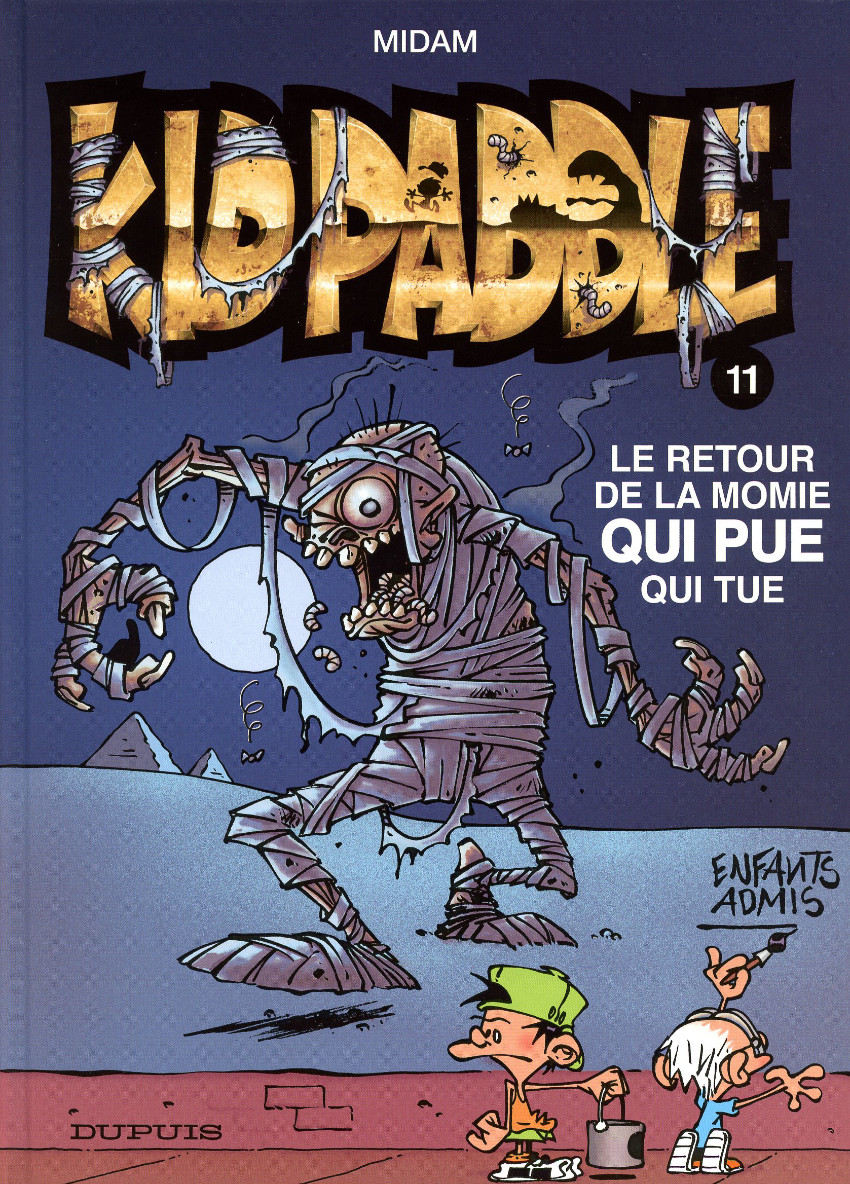 MIDAM
KID PADDLE
11
LE RETOUR
DE LA MOMIE
QUI PUE
QUI TUE
ENFANTS
ADMIS
DUPUIS